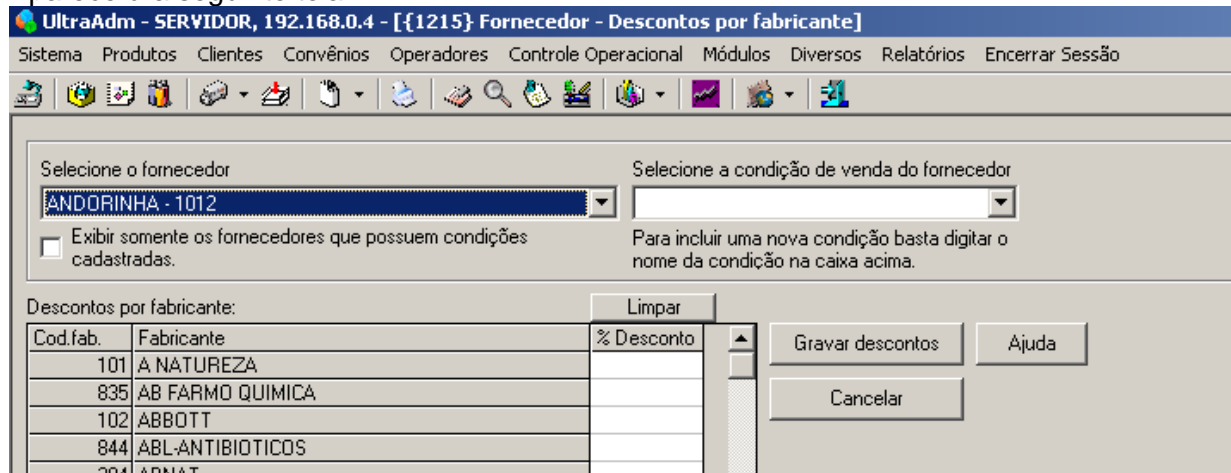 UltraAdm - SERVIDOR, 192.168.0.4 - [{1215} Fornecedor - Descontos por fabricante]
Sistema Produtos Clientes Convênios Operadores Controle Operacional Módulos Diversos Relatórios Encerrar Sessão
Selecione o fornecedor
ANDORINHA - 1012
Exibir somente os fornecedores que possuem condições
cadastradas.
Selecione a condição de venda do fornecedor
Para incluir uma nova condição basta digitar o
nome da condição na caixa acima.
Descontos por fabricante:
Limpar
Cod.fab. Fabricante % Desconto
101 A NATUREZA
835 AB FARMO QUIMICA
102 ABBOTT
844 ABL-ANTIBIOTICOS
Gravar descontos
Ajuda
Cancelar